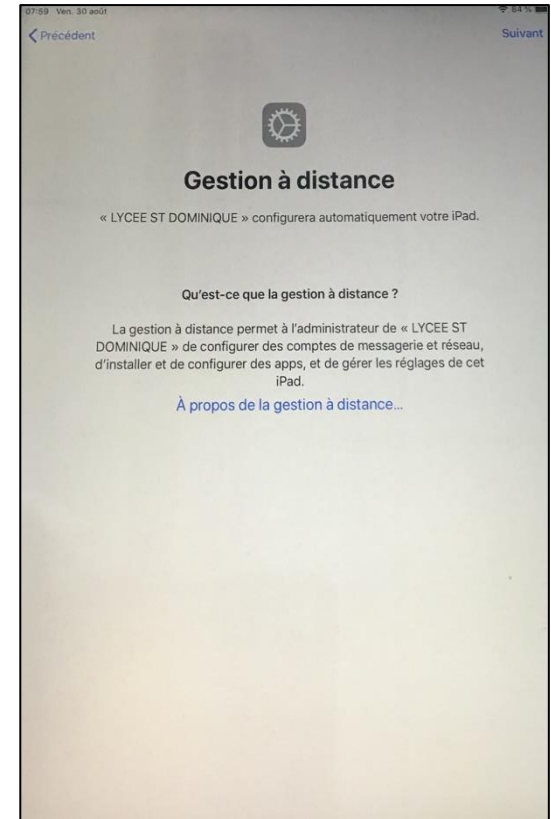 07:59 Ven. 30 août 64 %
Précédent
Suivant
Gestion à distance
« LYCEE ST DOMINIQUE » configurera automatiquement votre iPad.
Qu'est-ce que la gestion à distance ?
La gestion à distance permet à l'administrateur de « LYCEE ST
DOMINIQUE » de configurer des comptes de messagerie et réseau,
d'installer et de configurer des apps, et de gérer les réglages de cet
iPad.
À propos de la gestion à distance...